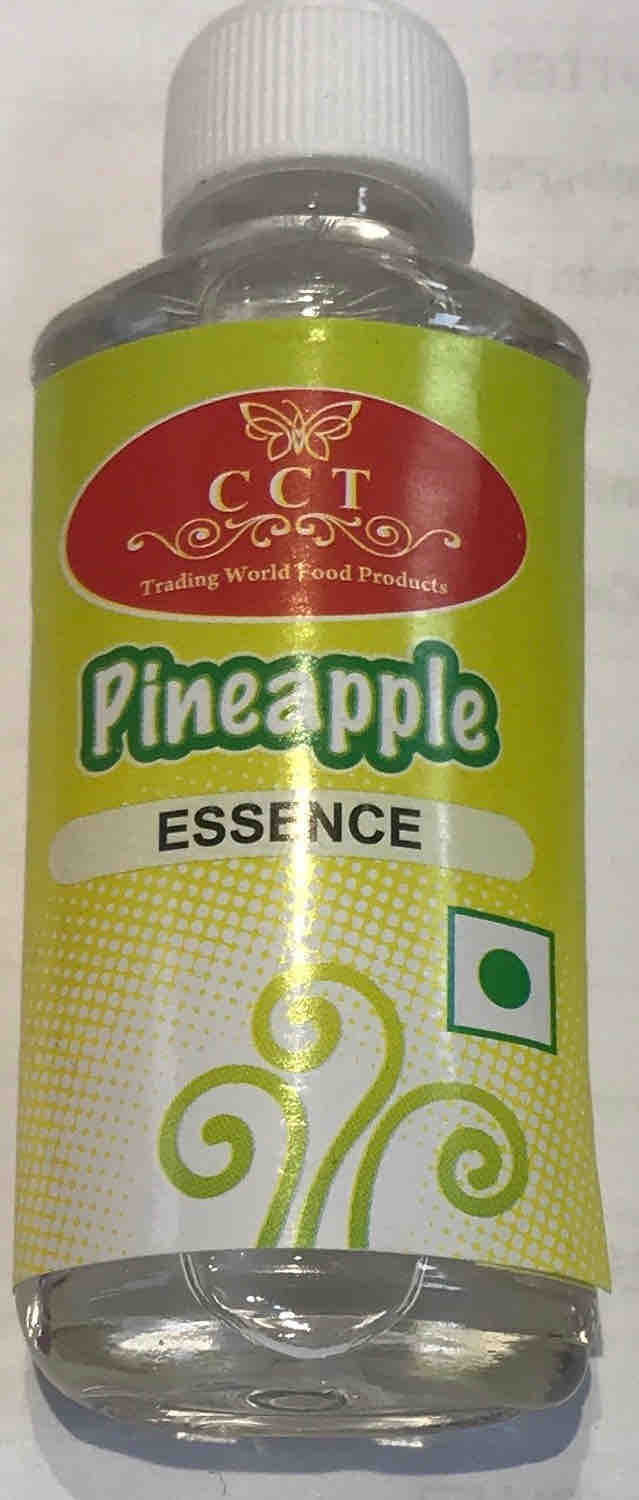 CCT
Trading World Food Products
Pineapple
ESSENCE